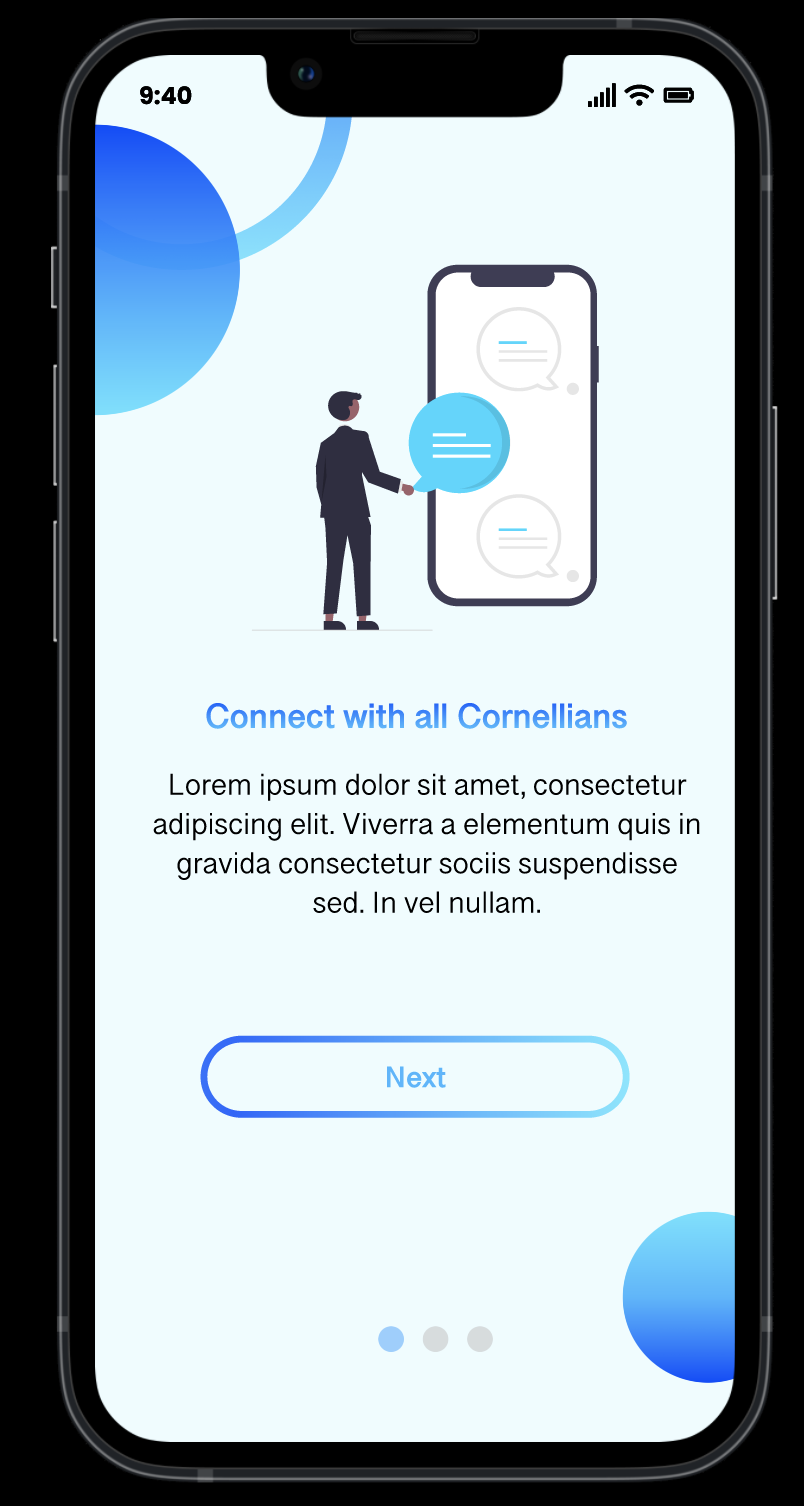 9:40
Connect with all Cornellians
Lorem ipsum dolor sit amet, consectetur
adipiscing elit. Viverra a elementum quis in
gravida consectetur sociis suspendisse
sed. In vel nullam.
Next